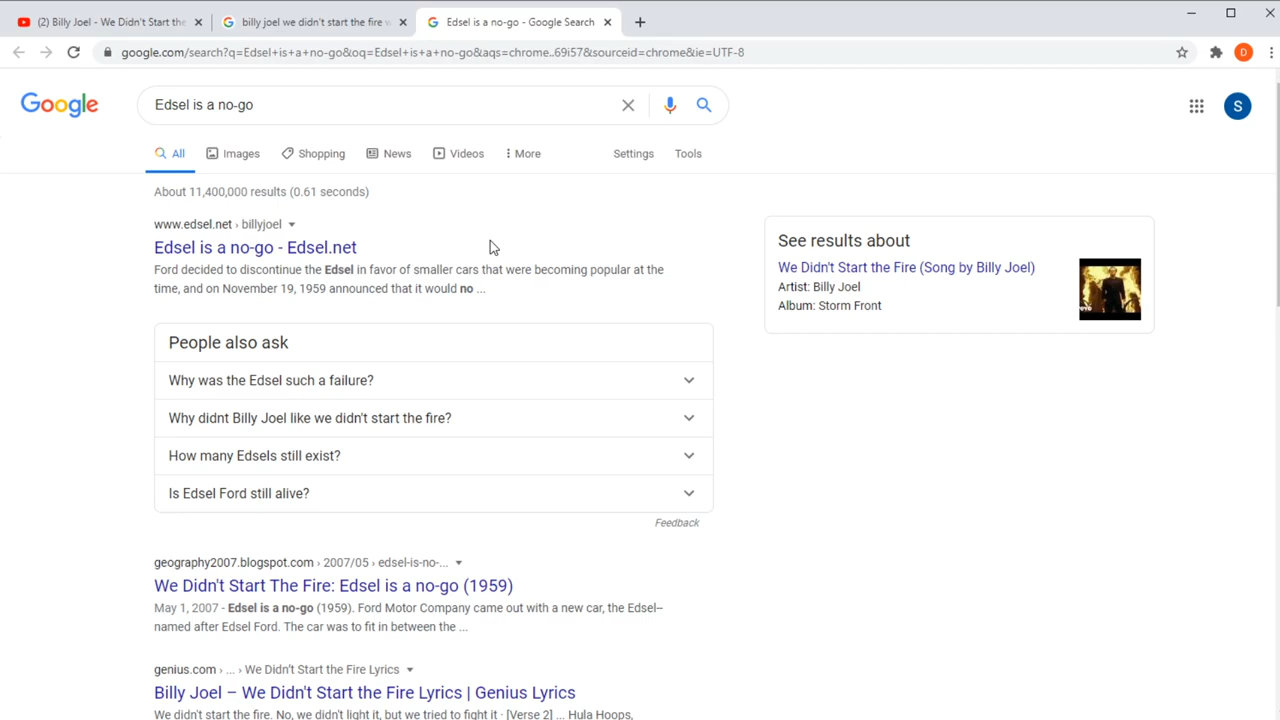 (2) Billy Joel - We Didn't Start the
billy joel we didn't start the fire w
Edsel is a no-go - Google Search
google.com/search?q=Edsel+is+a+no-go&oq=Edsel+is+a+no-go&aqs=chrome..69i57&sourceid=chrome&ie=UTF-8
D
Google
Edsel is a no-go
S
All
Images
Shopping
News
Videos
More
Settings
Tools
About 11,400,000 results (0.61 seconds)
www.edsel.net › billyjoel
Edsel is a no-go - Edsel.net
Ford decided to discontinue the Edsel in favor of smaller cars that were becoming popular at the
time, and on November 19, 1959 announced that it would no ...
See results about
We Didn't Start the Fire (Song by Billy Joel)
Artist: Billy Joel
Album: Storm Front
People also ask
Why was the Edsel such a failure?
Why didnt Billy Joel like we didn't start the fire?
How many Edsels still exist?
Is Edsel Ford still alive?
Feedback
geography2007.blogspot.com › 2007/05 › edsel-is-no-...
We Didn't Start The Fire: Edsel is a no-go (1959)
May 1, 2007 - Edsel is a no-go (1959). Ford Motor Company came out with a new car, the Edsel–
named after Edsel Ford. The car was to fit in between the ...
genius.com › ... › We Didn't Start the Fire Lyrics
Billy Joel – We Didn't Start the Fire Lyrics | Genius Lyrics
We didn't start the fire. No, we didn't light it, but we tried to fight it · [Verse 2] ... Hula Hoops,